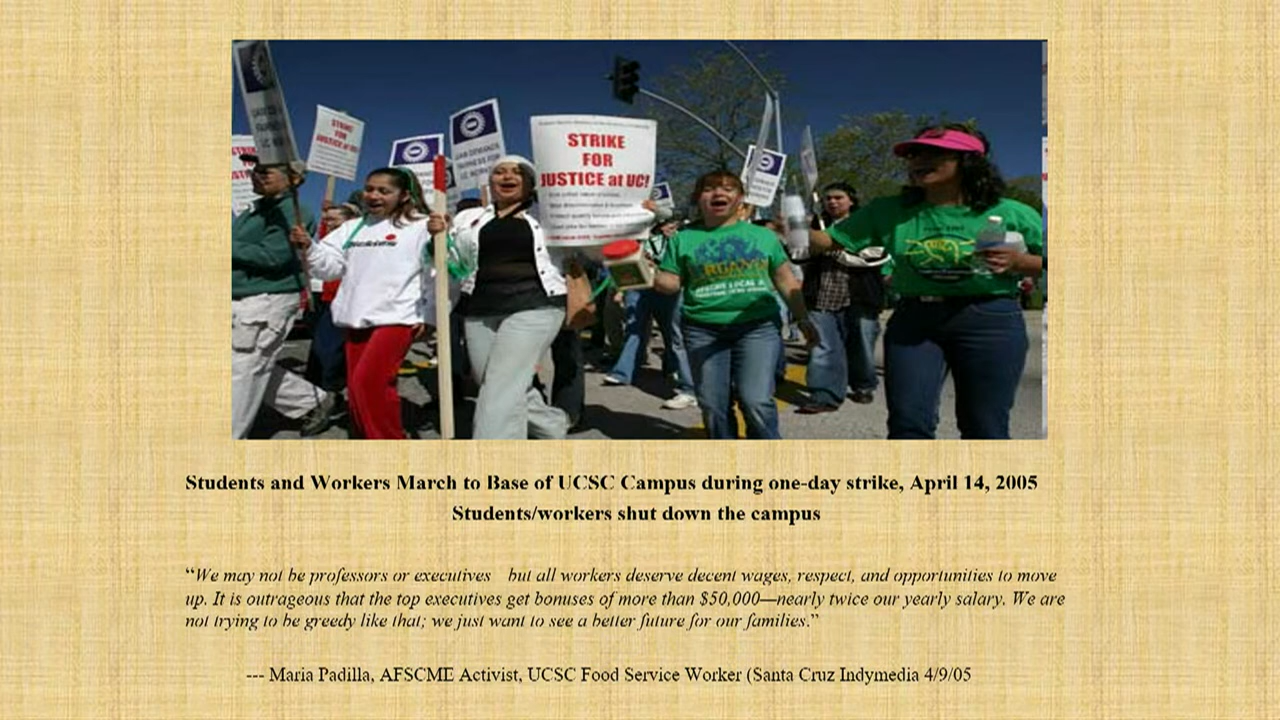 STRIKE
FOR
JUSTICE at UC!
STRIKE
FOR
JUSTICE at UC!
Students and Workers March to Base of UCSC Campus during one-day strike, April 14, 2005
Students/workers shut down the campus
“We may not be professors or executives but all workers deserve decent wages, respect, and opportunities to move
up. It is outrageous that the top executives get bonuses of more than $50,000—nearly twice our yearly salary. We are
not trying to be greedy like that; we just want to see a better future for our families.”
--- Maria Padilla, AFSCME Activist, UCSC Food Service Worker (Santa Cruz Indymedia 4/9/05